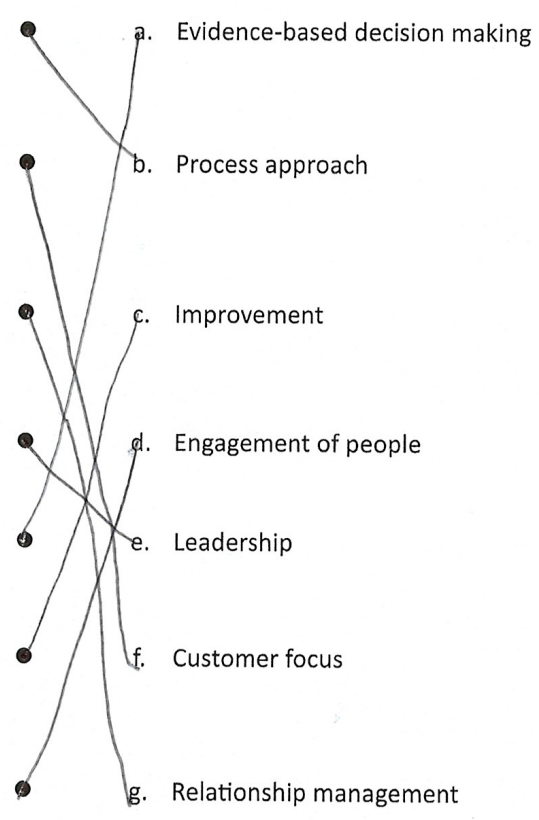 a. Evidence-based decision making
b. Process approach
c. Improvement
d. Engagement of people
e. Leadership
f. Customer focus
g. Relationship management